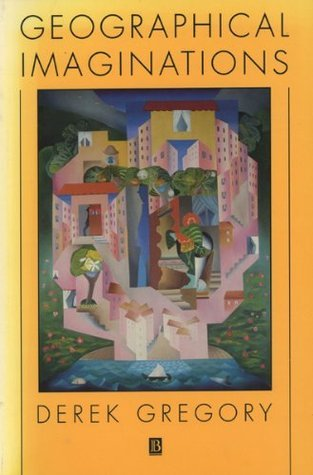 GEOGRAPHICAL
IMAGINATIONS
DEREK GREGORY
B